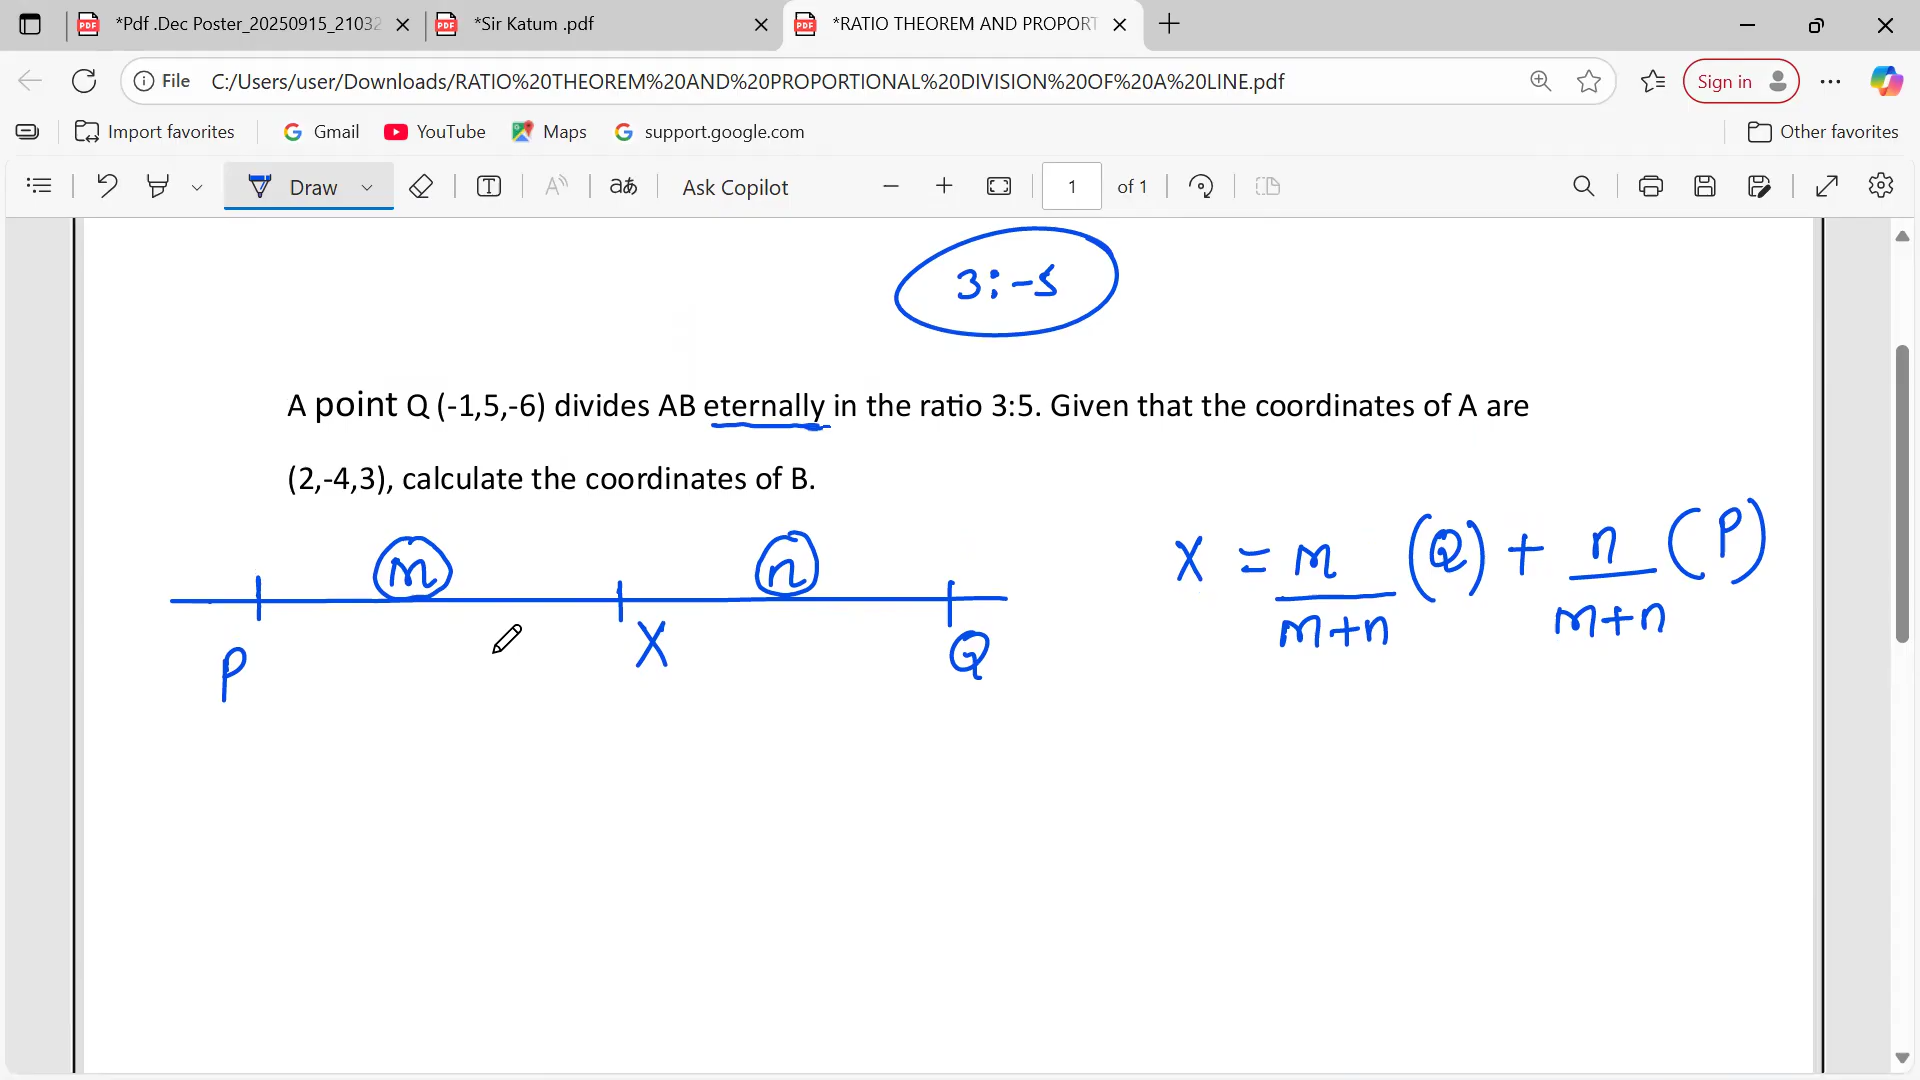 *Pdf .Dec Poster_20250915_21032
*Sir Katum .pdf
*RATIO THEOREM AND PROPORT
File
C:/Users/user/Downloads/RATIO%20THEOREM%20AND%20PROPORTIONAL%20DIVISION%20OF%20A%20LINE.pdf
Sign in
Import favorites
Gmail
YouTube
Maps
support.google.com
Other favorites
Draw
Ask Copilot
1
of 1
3:-5
A point Q (-1,5,-6) divides AB eternally in the ratio 3:5. Given that the coordinates of A are
(2,-4,3), calculate the coordinates of B.
m n
P X Q
X = m/(m+n) (Q) + n/(m+n) (P)